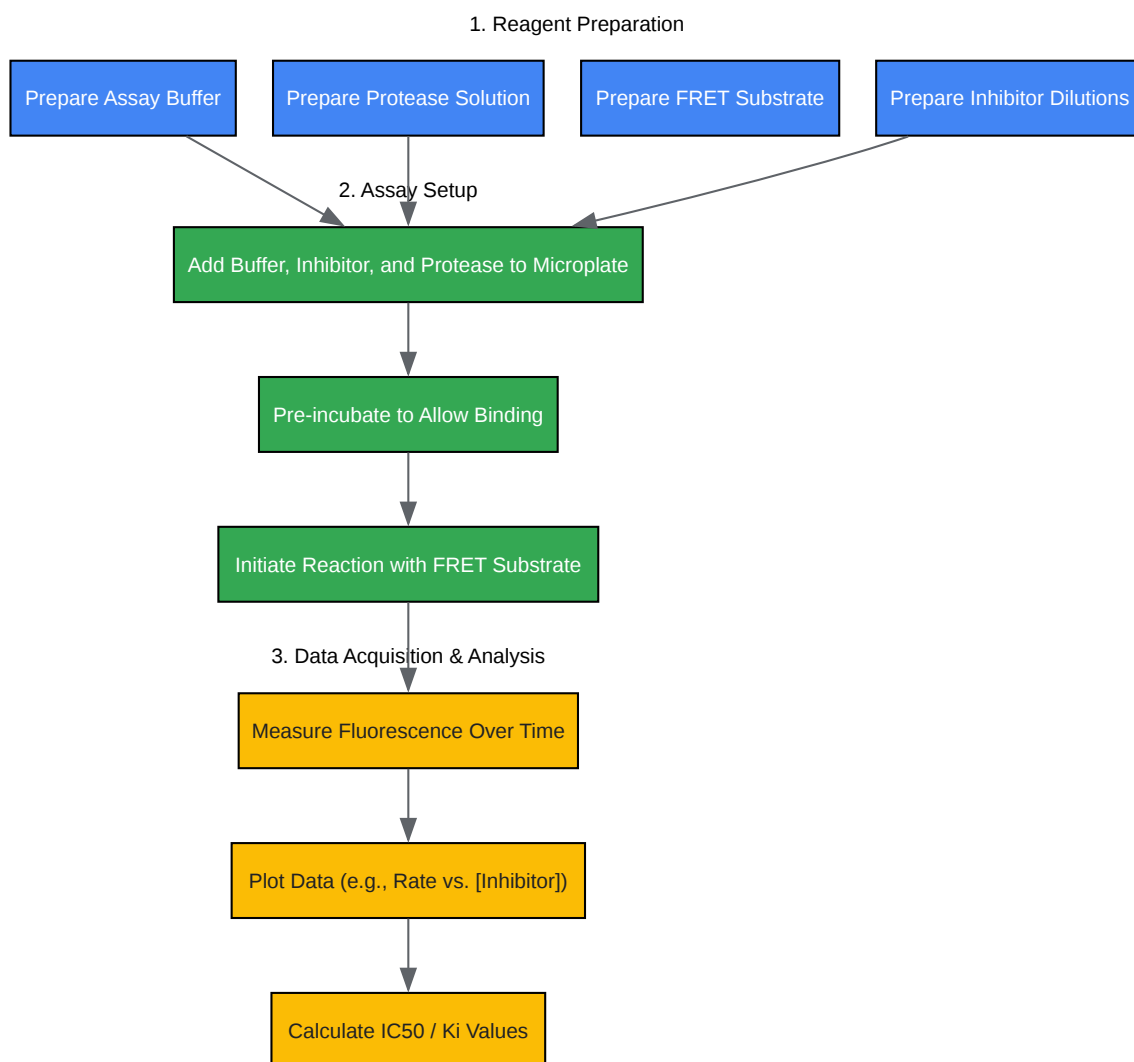 1. Reagent Preparation
Prepare Assay Buffer
Prepare Protease Solution
Prepare FRET Substrate
Prepare Inhibitor Dilutions
2. Assay Setup
Add Buffer, Inhibitor, and Protease to Microplate
Pre-incubate to Allow Binding
Initiate Reaction with FRET Substrate
3. Data Acquisition & Analysis
Measure Fluorescence Over Time
Plot Data (e.g., Rate vs. [Inhibitor])
Calculate IC50 / Ki Values